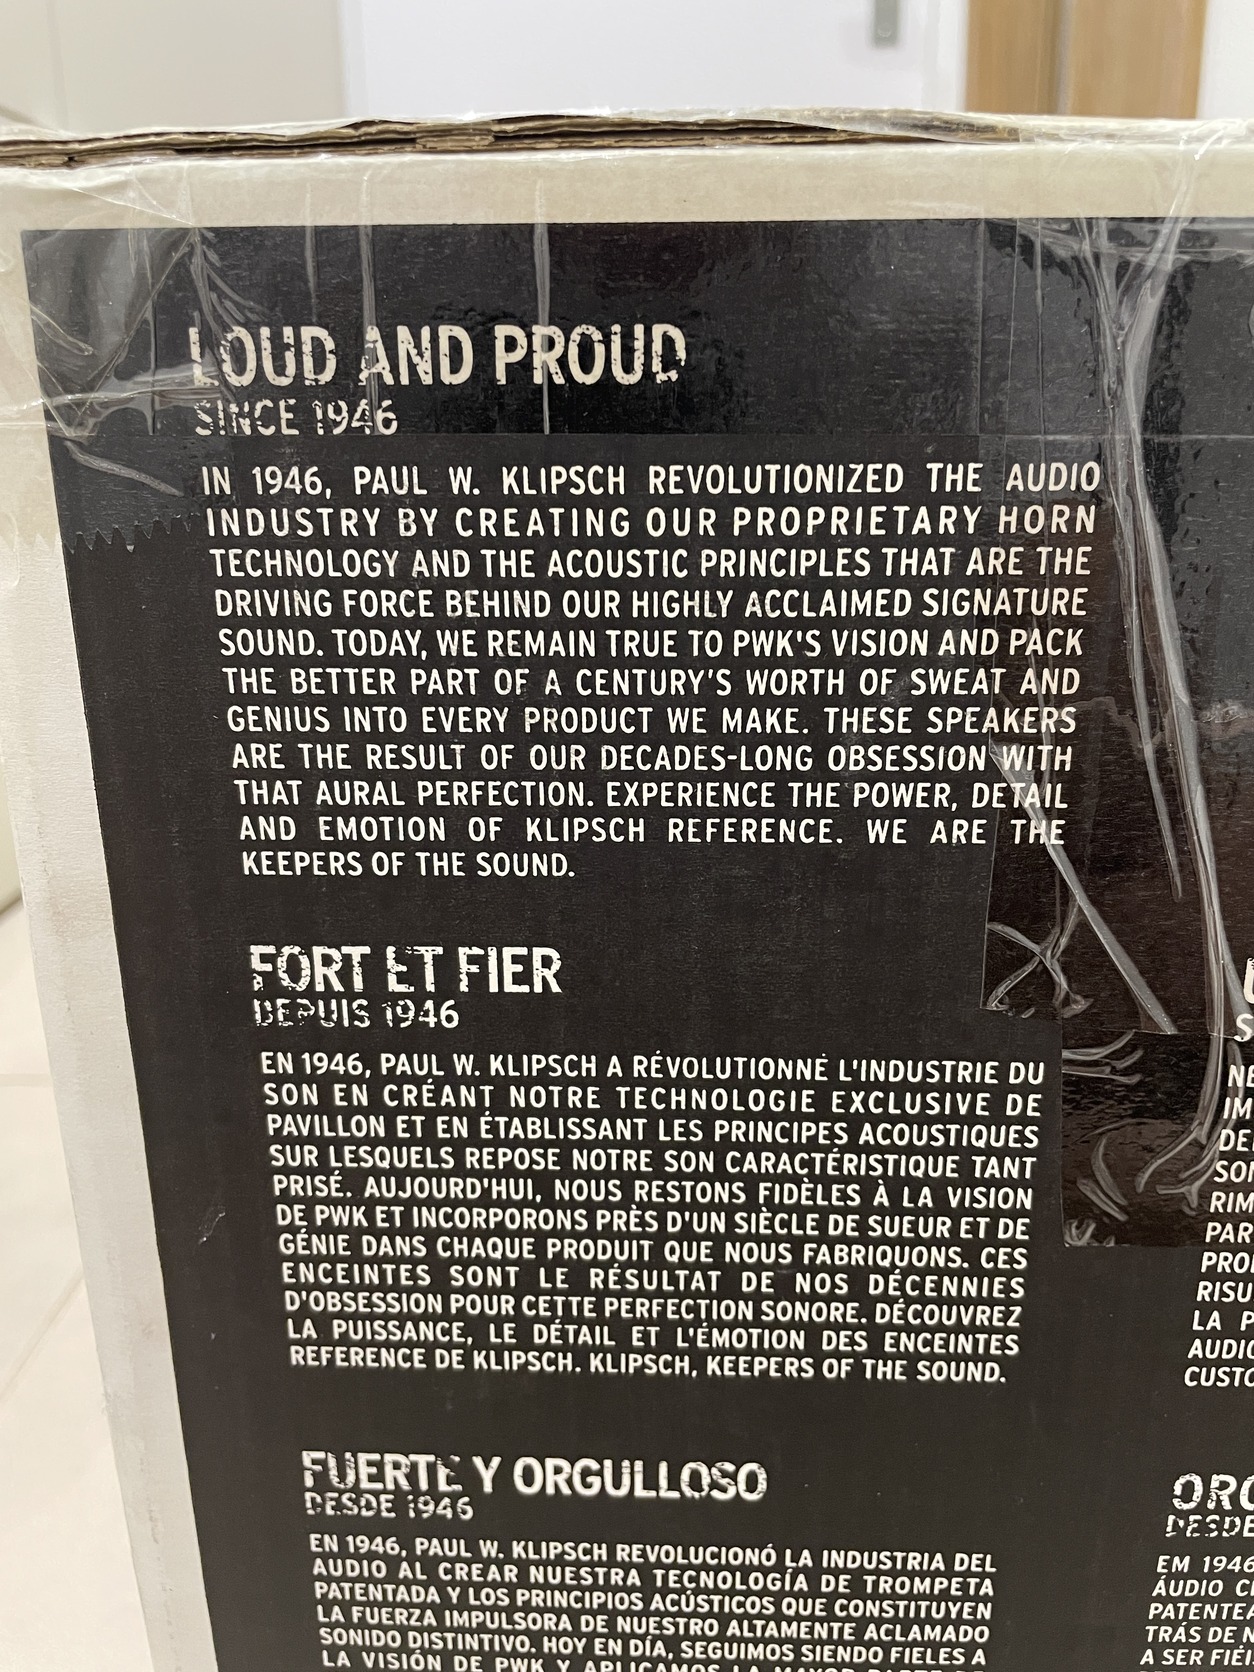 LOUD AND PROUD
SINCE 1946
IN 1946, PAUL W. KLIPSCH REVOLUTIONIZED THE AUDIO
INDUSTRY BY CREATING OUR PROPRIETARY HORN
TECHNOLOGY AND THE ACOUSTIC PRINCIPLES THAT ARE THE
DRIVING FORCE BEHIND OUR HIGHLY ACCLAIMED SIGNATURE
SOUND. TODAY, WE REMAIN TRUE TO PWK'S VISION AND PACK
THE BETTER PART OF A CENTURY'S WORTH OF SWEAT AND
GENIUS INTO EVERY PRODUCT WE MAKE. THESE SPEAKERS
ARE THE RESULT OF OUR DECADES-LONG OBSESSION WITH
THAT AURAL PERFECTION. EXPERIENCE THE POWER, DETAIL
AND EMOTION OF KLIPSCH REFERENCE. WE ARE THE
KEEPERS OF THE SOUND.
FORT ET FIER
DEPUIS 1946
EN 1946, PAUL W. KLIPSCH A RÉVOLUTIONNÉ L'INDUSTRIE DU
SON EN CRÉANT NOTRE TECHNOLOGIE EXCLUSIVE DE
PAVILLON ET EN ÉTABLISSANT LES PRINCIPES ACOUSTIQUES
SUR LESQUELS REPOSE NOTRE SON CARACTÉRISTIQUE TANT
PRISÉ. AUJOURD'HUI, NOUS RESTONS FIDÈLES À LA VISION
DE PWK ET INCORPORONS PRÈS D'UN SIÈCLE DE SUEUR ET DE
GÉNIE DANS CHAQUE PRODUIT QUE NOUS FABRIQUONS. CES
ENCEINTES SONT LE RÉSULTAT DE NOS DÉCENNIES
D'OBSESSION POUR CETTE PERFECTION SONORE. DÉCOUVREZ
LA PUISSANCE, LE DÉTAIL ET L'ÉMOTION DES ENCEINTES
REFERENCE DE KLIPSCH. KLIPSCH, KEEPERS OF THE SOUND.
FUERTE Y ORGULLOSO
DESDE 1946
EN 1946, PAUL W. KLIPSCH REVOLUCIONÓ LA INDUSTRIA DEL
AUDIO AL CREAR NUESTRA TECNOLOGÍA DE TROMPETA
PATENTADA Y LOS PRINCIPIOS ACÚSTICOS QUE CONSTITUYEN
LA FUERZA IMPULSORA DE NUESTRO ALTAMENTE ACLAMADO
SONIDO DISTINTIVO. HOY EN DÍA, SEGUIMOS SIENDO FIELES A
LA VISIÓN DE PWK Y APLICAMOS LA MAYOR PARTE DE
LA
DESDE
EM 1946
ÁUDIO
TRÁS DE
A SER